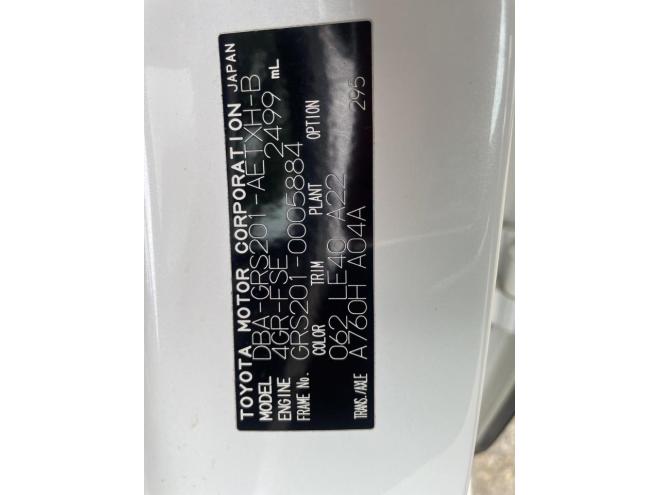 TOYOTA MOTOR CORPORATION JAPAN
MODEL DBA-GRS201-AETXH-B
ENGINE 4GR-FSE 2499 mL
FRAME No. GRS201-0005884
COLOR TRIM PLANT OPTION
062 LE40 A22 295
TRANS./AXLE A760H A04A